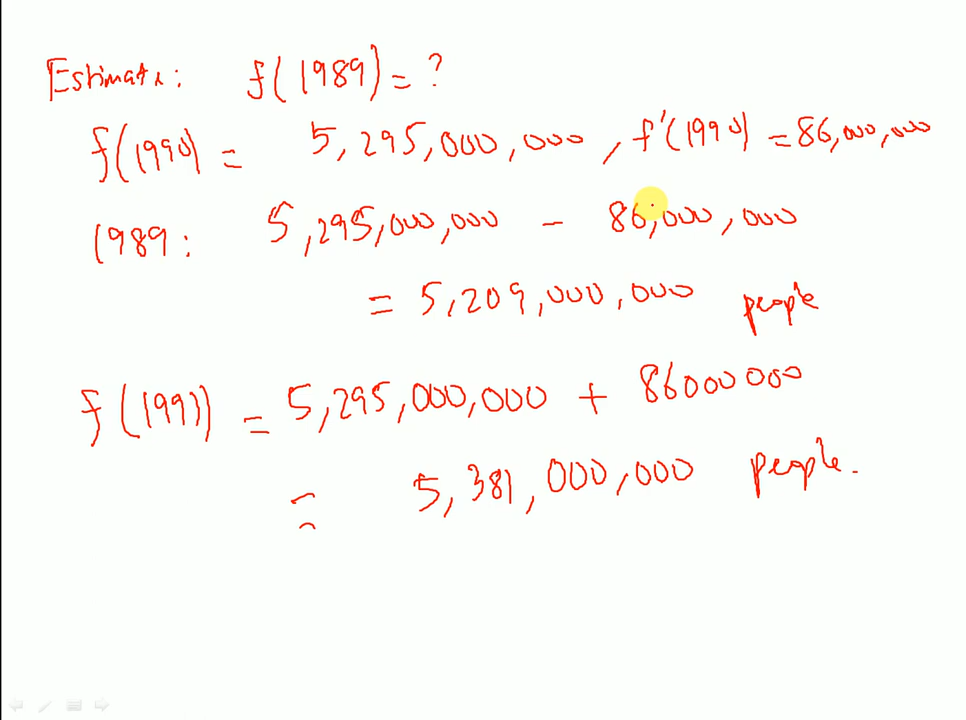 Estimate: f(1989) = ?
f(1990) = 5,295,000,000, f'(1990) = 86,000,000
1989: 5,295,000,000 - 86,000,000
= 5,209,000,000 people
f(1991) = 5,295,000,000 + 86000000
= 5,381,000,000 people.